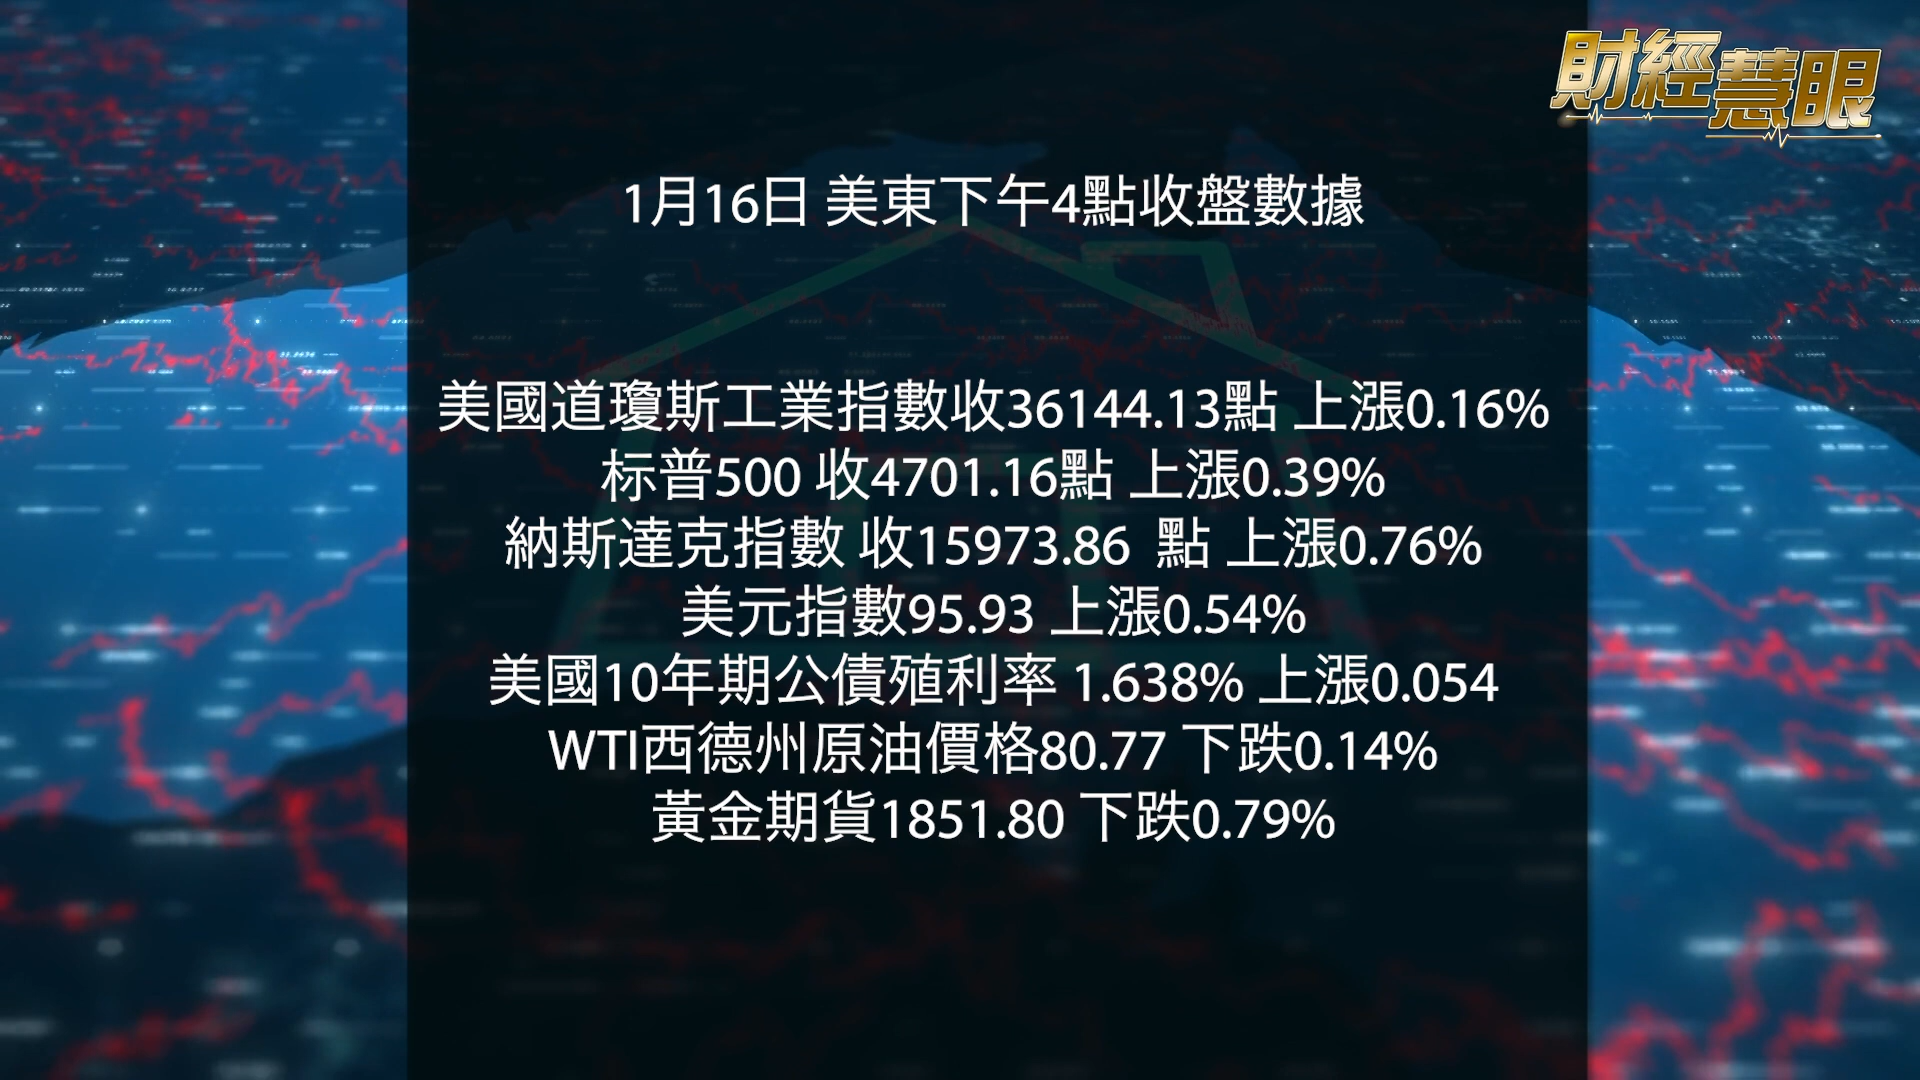 財經慧眼
1月16日 美東下午4點收盤數據
美國道瓊斯工業指數收36144.13點 上漲0.16%
标普500 收4701.16點 上漲0.39%
納斯達克指數 收15973.86 點 上漲0.76%
美元指數95.93 上漲0.54%
美國10年期公債殖利率 1.638% 上漲0.054
WTI西德州原油價格80.77 下跌0.14%
黃金期貨1851.80 下跌0.79%